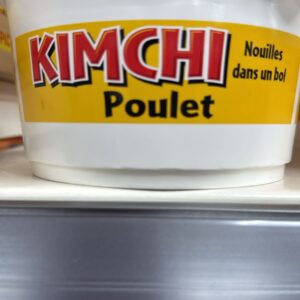 KIMCHI
Nouilles
dans un bol
Poulet